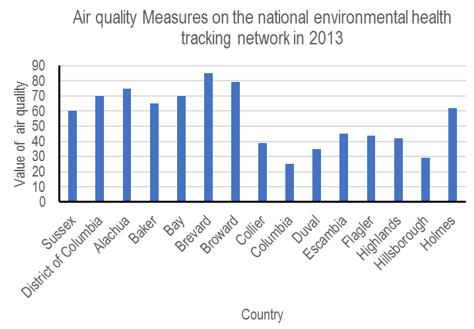 Air quality Measures on the national environmental health
tracking network in 2013
Value of air quality
90
80
70
60
50
40
30
20
10
0
Sussex
District of Columbia
Alachua
Baker
Bay
Brevard
Broward
Collier
Columbia
Duval
Escambia
Flagler
Highlands
Hillsborough
Holmes
Country